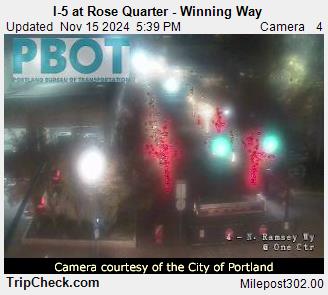 I-5 at Rose Quarter - Winning Way
Updated Nov 15 2024 5:39 PM Camera 4
PBOT
PORTLAND BUREAU OF TRANSPORTATION
4 - N. Ramsey Wy
@ One Ctr
Camera courtesy of the City of Portland
TripCheck.com Milepost302.00